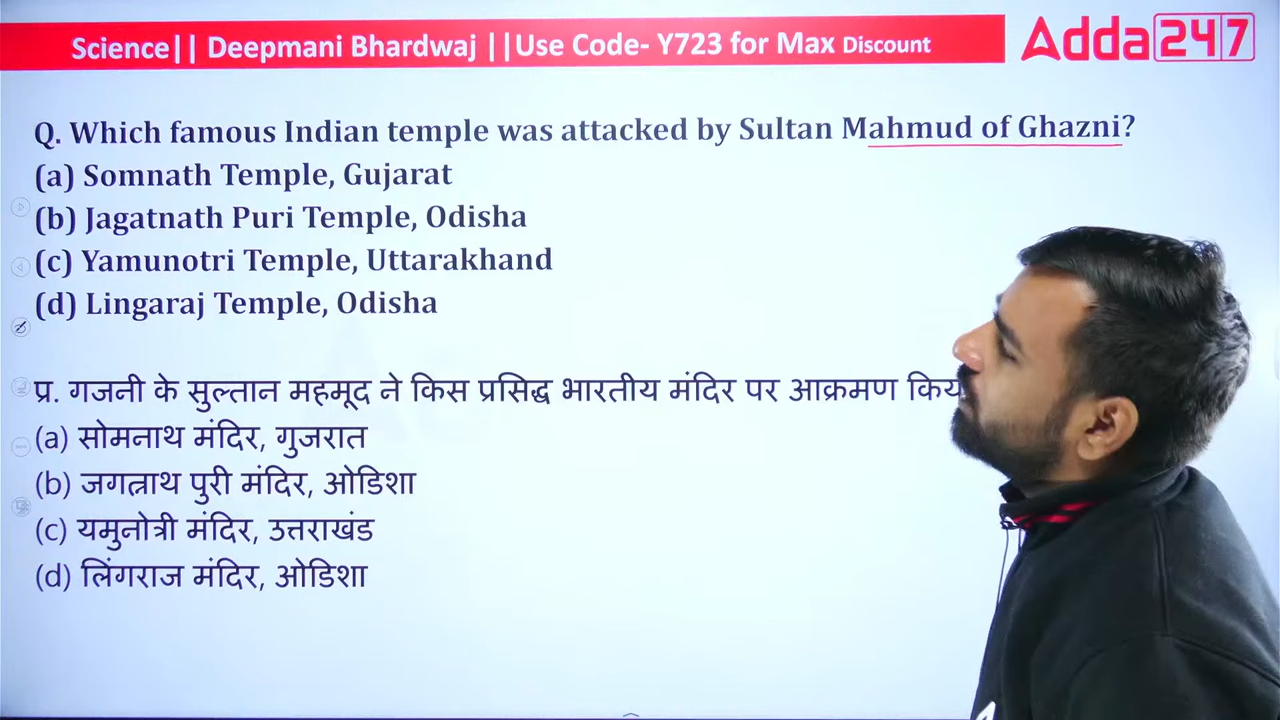 Science|| Deepmani Bhardwaj ||Use Code- Y723 for Max Discount
Adda247
Q. Which famous Indian temple was attacked by Sultan Mahmud of Ghazni?
(a) Somnath Temple, Gujarat
(b) Jagatnath Puri Temple, Odisha
(c) Yamunotri Temple, Uttarakhand
(d) Lingaraj Temple, Odisha
प्र. गजनी के सुल्तान महमूद ने किस प्रसिद्ध भारतीय मंदिर पर आक्रमण
(a) सोमनाथ मंदिर, गुजरात
(b) जगत्नाथ पुरी मंदिर, ओडिशा
(c) यमुनोत्री मंदिर, उत्तराखंड
(d) लिंगराज मंदिर, ओडिशा